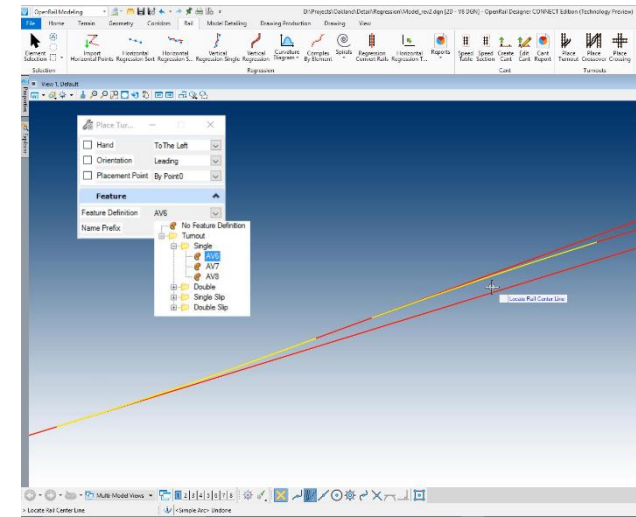 OpenRail Modeling
D:\Projects\Oakland\Detail\Regression\Model_rev2.dgn [2D - V8 DGN] - OpenRail Designer CONNECT Edition (Technology Preview)
File Home Terrain Geometry Corridors Rail Model Detailing Drawing Production Drawing View
Element Selection
Import Horizontal Points
Horizontal Regression Sort
Horizontal Regression S...
Vertical Regression Single
Vertical Regression
Curvature Diagram
Complex By Element
Spirals
Regression Convert Rails
Horizontal Regression T...
Reports
Speed Table
Speed Section
Create Cant
Edit Cant
Cant Report
Place Turnout
Place Crossover
Place Crossing
Selection Regression Cant Turnouts
View 1, Default
Properties
Explorer
Place Tur...
Hand To The Left
Orientation Leading
Placement Point By Point0
Feature
Feature Definition AV6
Name Prefix
No Feature Definition
Turnout
Single
AV6
AV7
AV8
Double
Single Slip
Double Slip
Locate Rail Center Line
Multi-Model Views 1 2 3 4 5 6 7 8
> Locate Rail Center Line
<Simple Arc> Undone